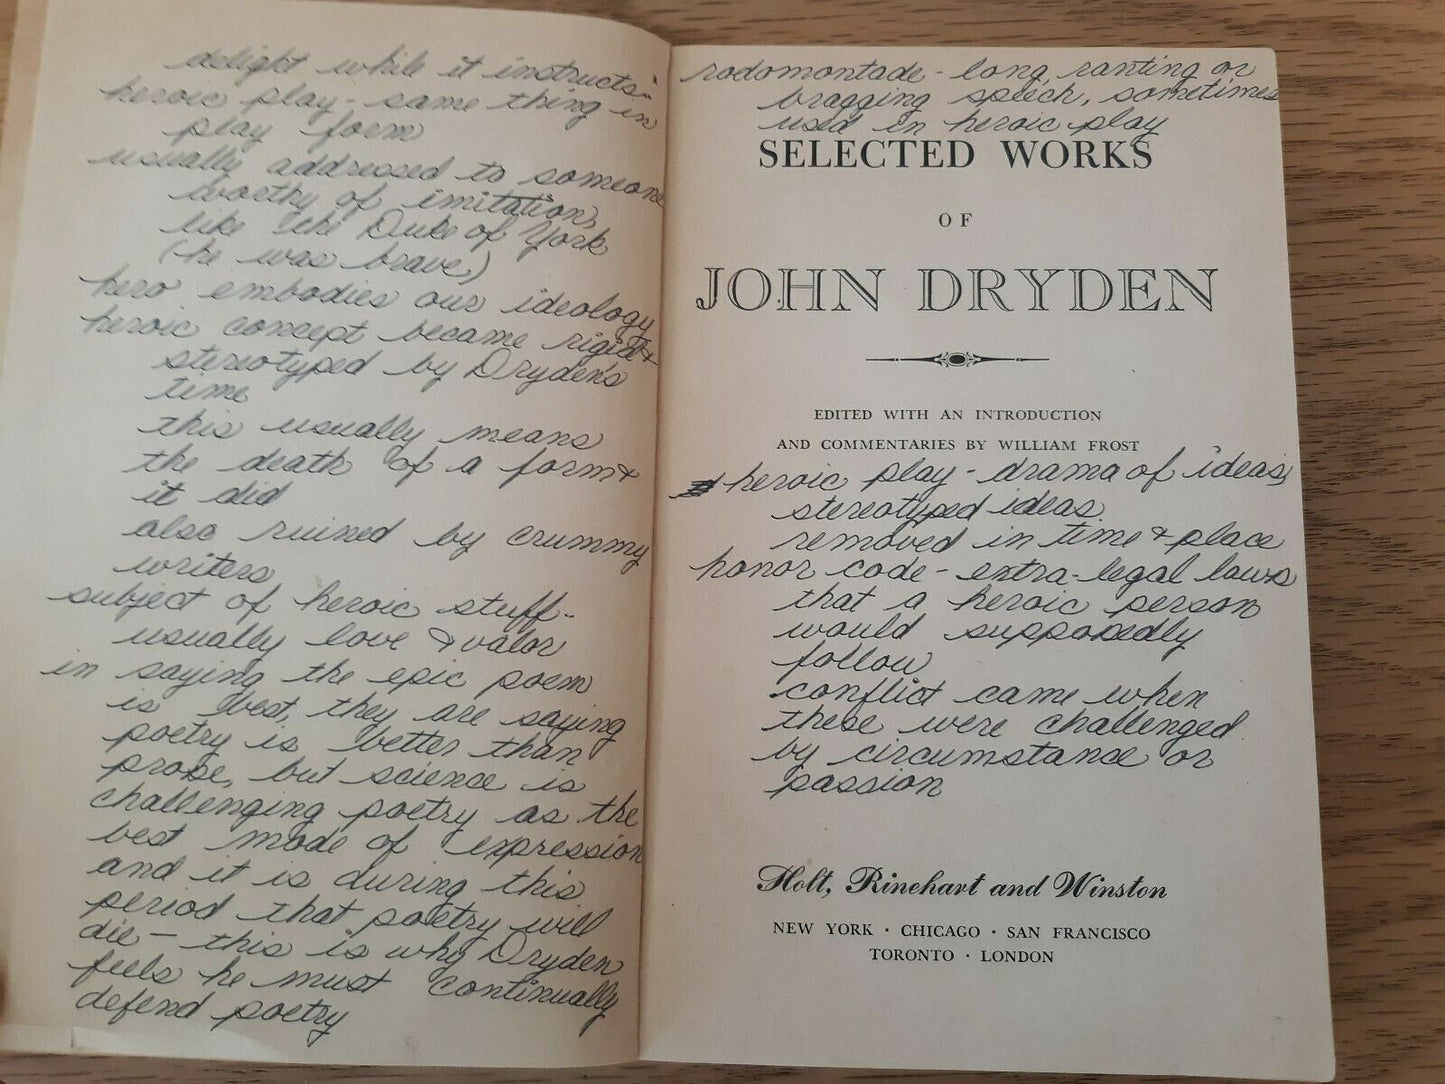 delight while it instructs"
heroic play - same thing in
play form
usually addressed to someone
worthy of imitation,
like the Duke of York
(he was brave)
hero embodies our ideology
heroic concept became rigid &
stereotyped by Dryden's
time
this usually means
the death of a form &
it did
also ruined by crummy
writers
subject of heroic stuff -
usually love & valor
in saying the epic poem
is best, they are saying
poetry is better than
prose, but science is
challenging poetry as the
best mode of expression
and it is during this
period that poetry will
die - this is why Dryden
feels he must continually
defend poetry
rodomontade - long, ranting or
bragging speech, sometimes
used in heroic play
SELECTED WORKS
OF
JOHN DRYDEN
EDITED WITH AN INTRODUCTION
AND COMMENTARIES BY WILLIAM FROST
heroic play - drama of ideas,
stereotyped ideas
removed in time & place
honor code - extra-legal laws
that a heroic person
would supposedly
follow
conflict came when
these were challenged
by circumstance or
passion
Holt, Rinehart and Winston
NEW YORK · CHICAGO · SAN FRANCISCO
TORONTO · LONDON